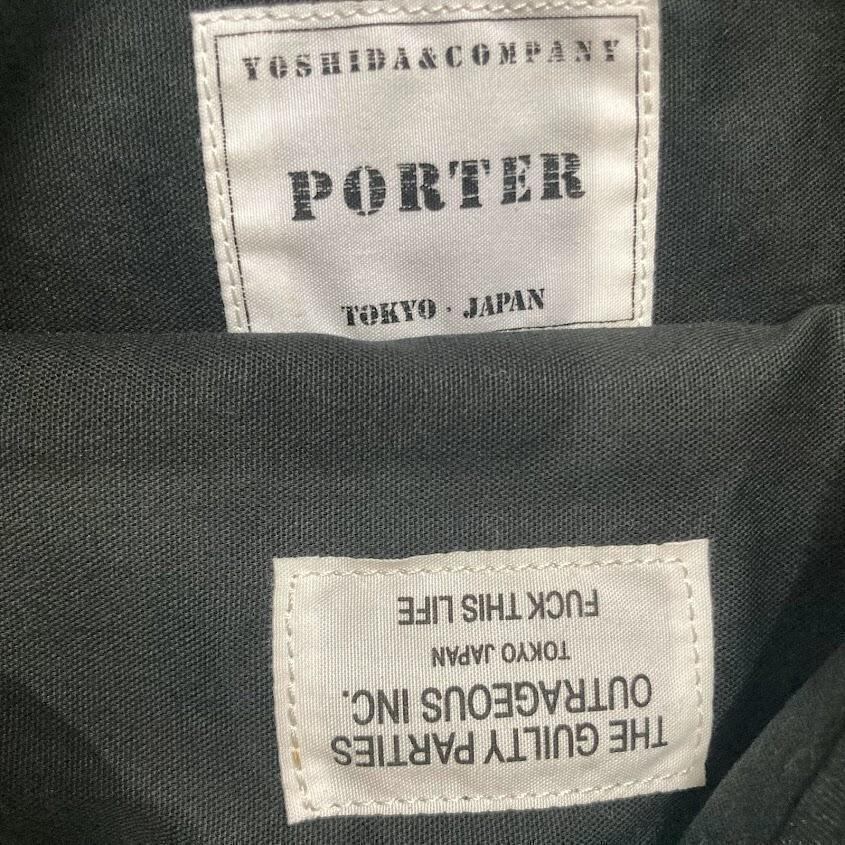 YOSHIDA&COMPANY
PORTER
TOKYO · JAPAN
THE GUILTY PARTIES
OUTRAGEOUS INC.
TOKYO JAPAN
FUCK THIS LIFE